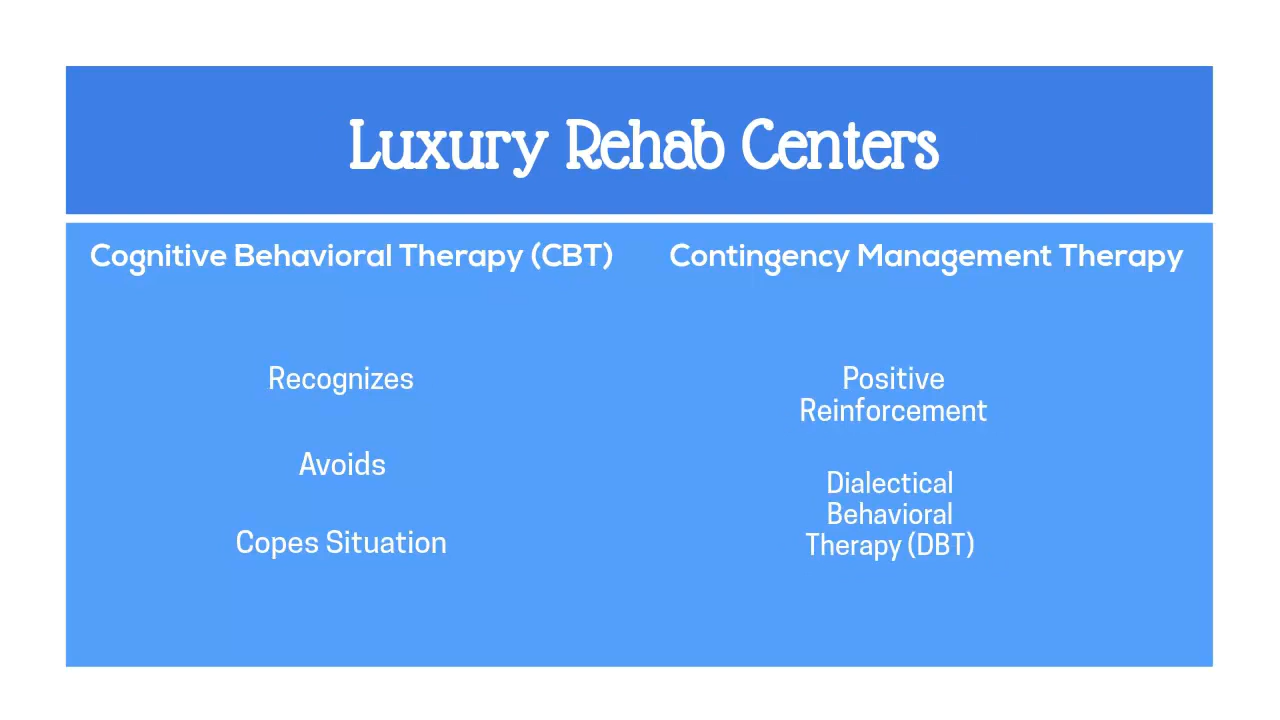 Luxury Rehab Centers
Cognitive Behavioral Therapy (CBT)
Recognizes
Avoids
Copes Situation
Contingency Management Therapy
Positive
Reinforcement
Dialectical
Behavioral
Therapy (DBT)